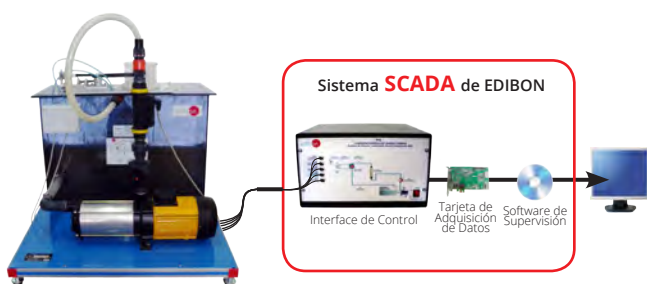 Sistema SCADA de EDIBON
Interface de Control
Tarjeta de
Adquisición
de Datos
Software de
Supervisión